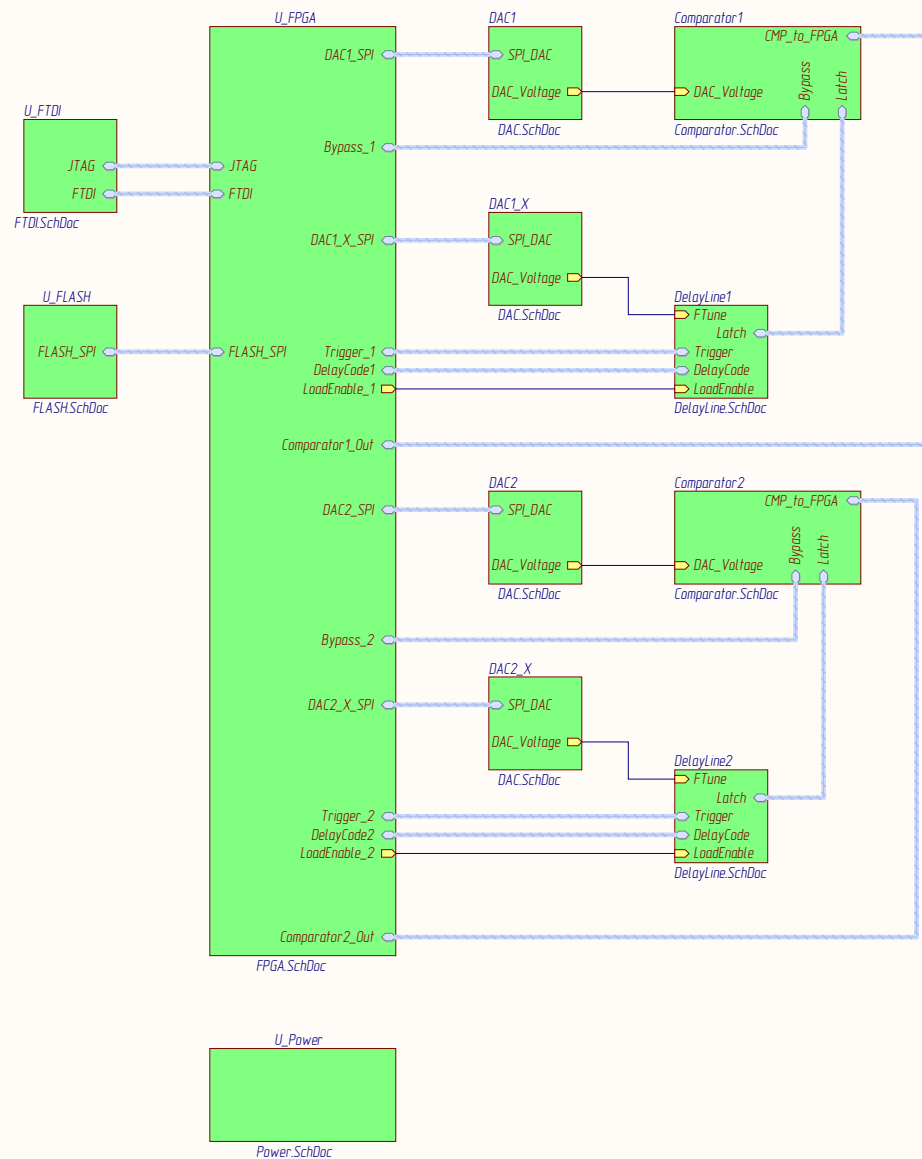 U_FPGA
DAC1_SPI
Bypass_1
JTAG
FTDI
DAC1_X_SPI
FLASH_SPI
Trigger_1
DelayCode1
LoadEnable_1
Comparator1_Out
DAC2_SPI
Bypass_2
DAC2_X_SPI
Trigger_2
DelayCode2
LoadEnable_2
Comparator2_Out
FPGA.SchDoc
U_FTDI
JTAG
FTDI
FTDI.SchDoc
U_FLASH
FLASH_SPI
FLASH.SchDoc
DAC1
SPI_DAC
DAC_Voltage
DAC.SchDoc
Comparator1
CMP_to_FPGA
Bypass
Latch
DAC_Voltage
Comparator.SchDoc
DAC1_X
SPI_DAC
DAC_Voltage
DAC.SchDoc
DelayLine1
FTune
Latch
Trigger
DelayCode
LoadEnable
DelayLine.SchDoc
DAC2
SPI_DAC
DAC_Voltage
DAC.SchDoc
Comparator2
CMP_to_FPGA
Bypass
Latch
DAC_Voltage
Comparator.SchDoc
DAC2_X
SPI_DAC
DAC_Voltage
DAC.SchDoc
DelayLine2
FTune
Latch
Trigger
DelayCode
LoadEnable
DelayLine.SchDoc
U_Power
Power.SchDoc